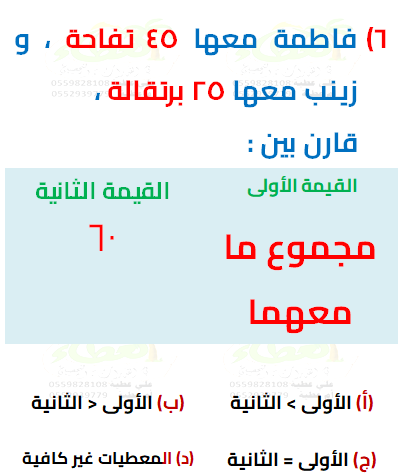 ٦) فاطمة معها ٤٥ تفاحة ، و
زينب معها ٢٥ برتقالة ،
قارن بين :
القيمة الأولى
القيمة الثانية
مجموع ما
معهما
٦٠
(أ) الأولى > الثانية
(ب) الأولى < الثانية
(ج) الأولى = الثانية
(د) المعطيات غير كافية